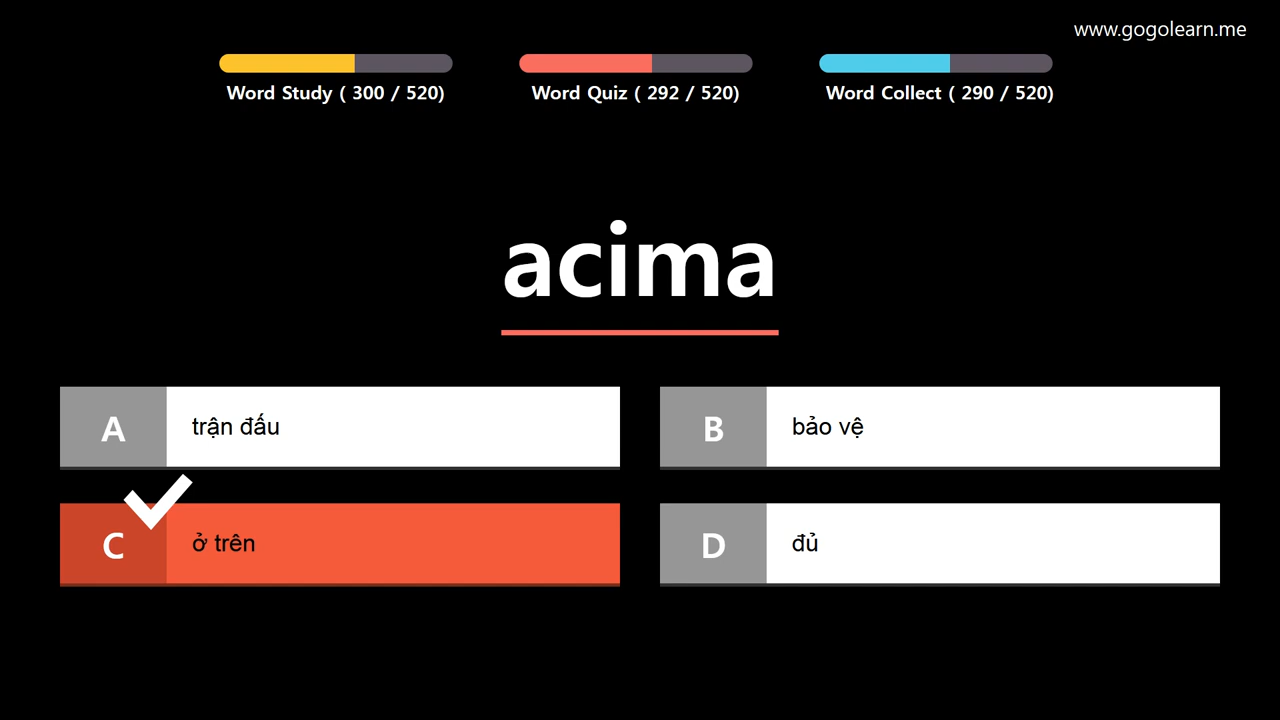 www.gogolearn.me
Word Study ( 300 / 520)
Word Quiz ( 292 / 520)
Word Collect ( 290 / 520)
acima
A trận đấu
B bảo vệ
C ở trên
D đủ